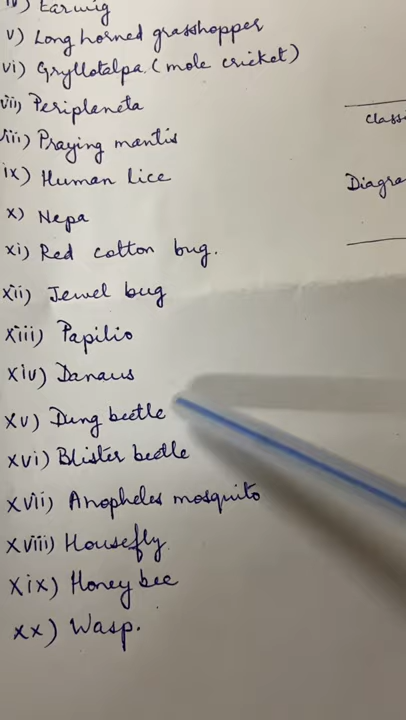 iv) Earwig
v) Long horned grasshopper
vi) Gryllotalpa. (mole cricket)
vii) Periplaneta
viii) Praying mantis
Class
ix) Human lice
Diagra
x) Nepa
xi) Red cotton bug.
xii) Jewel bug
xiii) Papilio
xiv) Danaus
xv) Dung beetle
xvi) Blister beetle
xvii) Anopheles mosquito
xviii) Housefly.
xix) Honey bee
xx) Wasp.